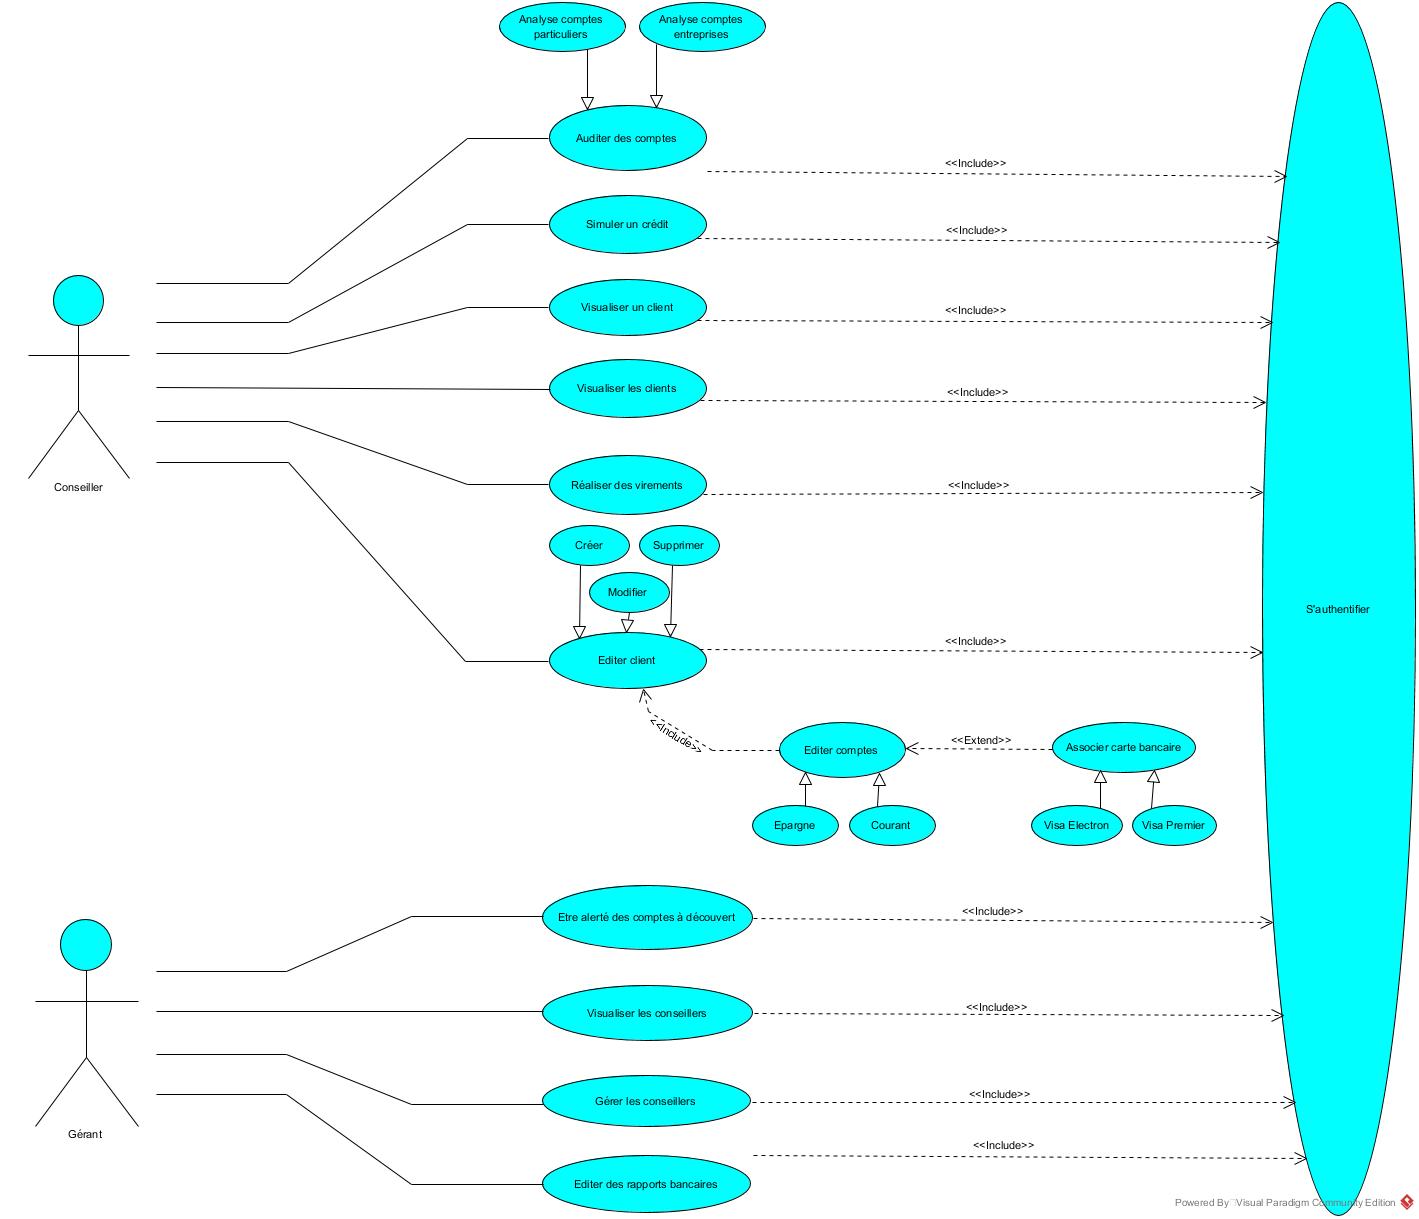 Analyse comptes
particuliers
Analyse comptes
entreprises
Auditer des comptes
<<Include>>
Simuler un crédit
<<Include>>
Visualiser un client
<<Include>>
Visualiser les clients
<<Include>>
Conseiller
Réaliser des virements
<<Include>>
Créer
Supprimer
Modifier
S'authentifier
Editer client
<<Include>>
<<Include>>
Editer comptes
<<Extend>>
Associer carte bancaire
Epargne
Courant
Visa Electron
Visa Premier
Etre alerté des comptes à découvert
<<Include>>
Visualiser les conseillers
<<Include>>
Gérer les conseillers
<<Include>>
Gérant
<<Include>>
Editer des rapports bancaires
Powered By Visual Paradigm Community Edition